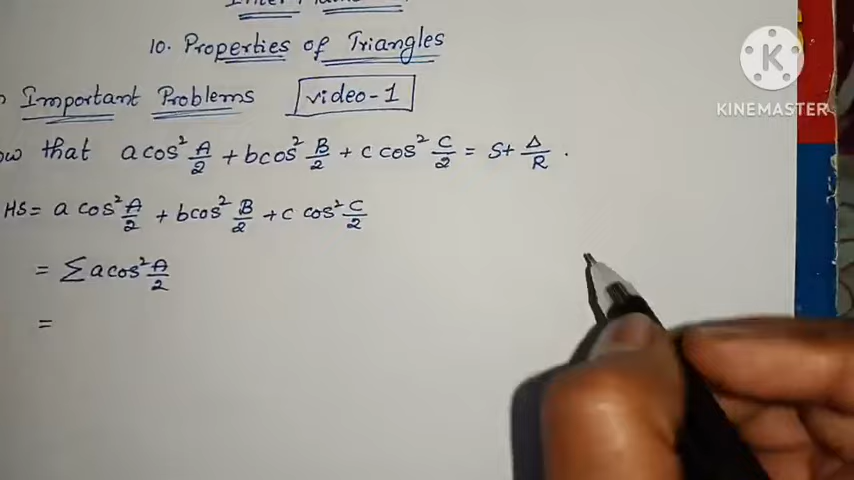 10. Properties of Triangles
Important Problems video-1
K
KINEMASTER
that a cos² A/2 + b cos² B/2 + c cos² C/2 = S + Δ/R .
HS = a cos² A/2 + b cos² B/2 + c cos² C/2
= Σ a cos² A/2
=